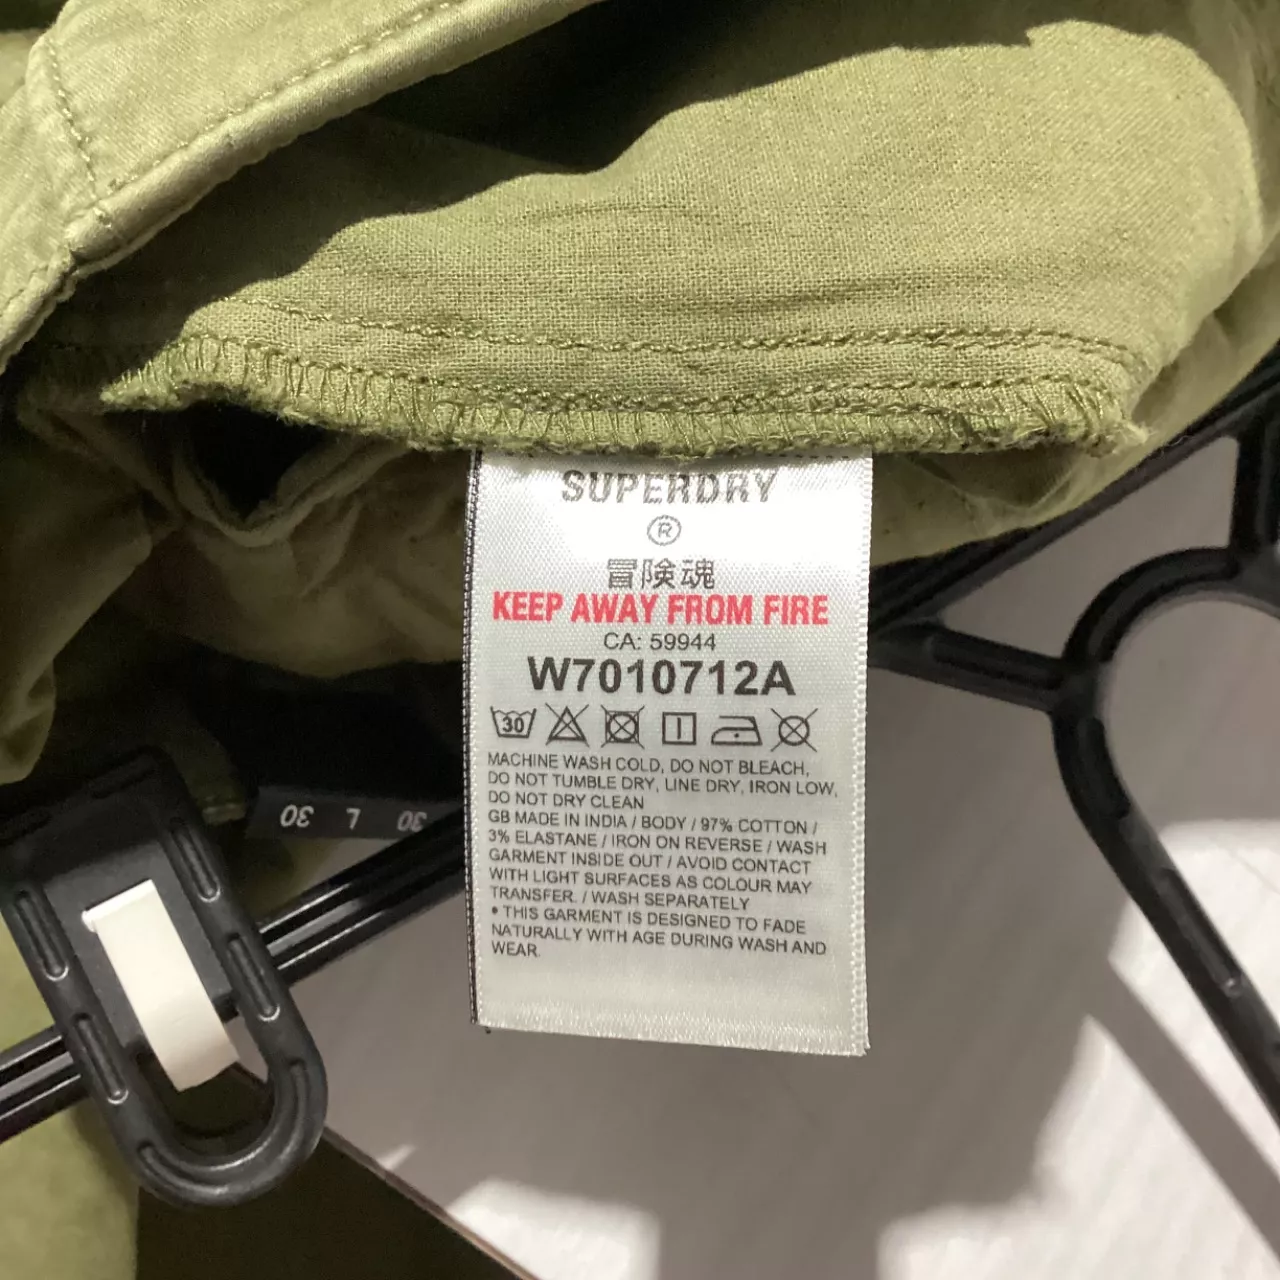 SUPERDRY
®
冒険魂
KEEP AWAY FROM FIRE
CA: 59944
W7010712A
30
MACHINE WASH COLD, DO NOT BLEACH,
DO NOT TUMBLE DRY, LINE DRY, IRON LOW,
DO NOT DRY CLEAN
GB MADE IN INDIA / BODY / 97% COTTON /
3% ELASTANE / IRON ON REVERSE / WASH
GARMENT INSIDE OUT / AVOID CONTACT
WITH LIGHT SURFACES AS COLOUR MAY
TRANSFER. / WASH SEPARATELY
* THIS GARMENT IS DESIGNED TO FADE
NATURALLY WITH AGE DURING WASH AND
WEAR.
30 L 30